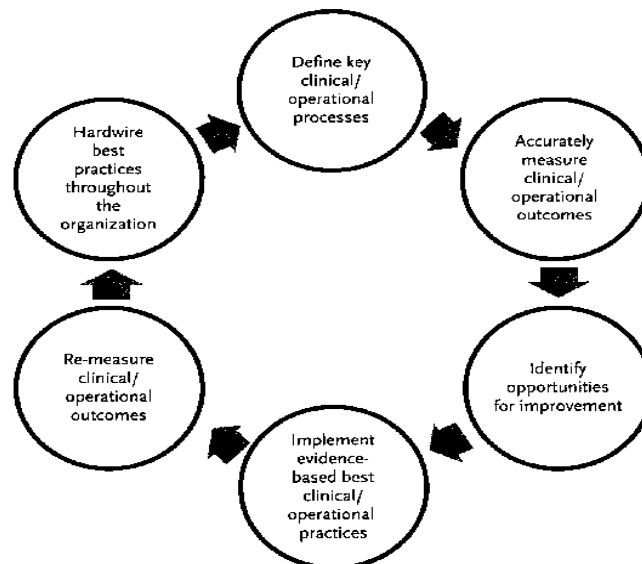 Define key
clinical/
operational
processes
Accurately
measure
clinical/
operational
outcomes
Identify
opportunities
for improvement
Implement
evidence-
based best
clinical/
operational
practices
Re-measure
clinical/
operational
outcomes
Hardwire
best
practices
throughout
the
organization